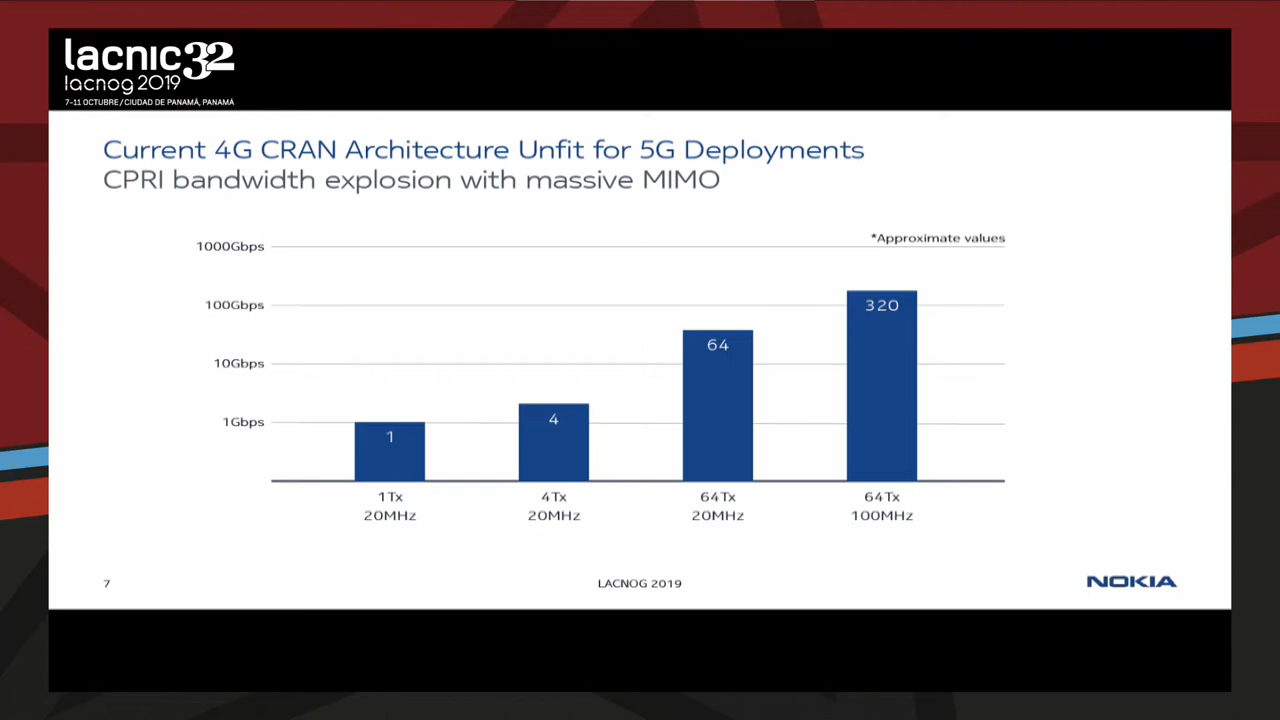 lacnic32
lacnog 2019
7-11 OCTUBRE / CIUDAD DE PANAMÁ, PANAMÁ
Current 4G CRAN Architecture Unfit for 5G Deployments
CPRI bandwidth explosion with massive MIMO
*Approximate values
1000Gbps
100Gbps
10Gbps
1Gbps
1
4
64
320
1Tx
20MHz
4Tx
20MHz
64Tx
20MHz
64Tx
100MHz
7
LACNOG 2019
NOKIA